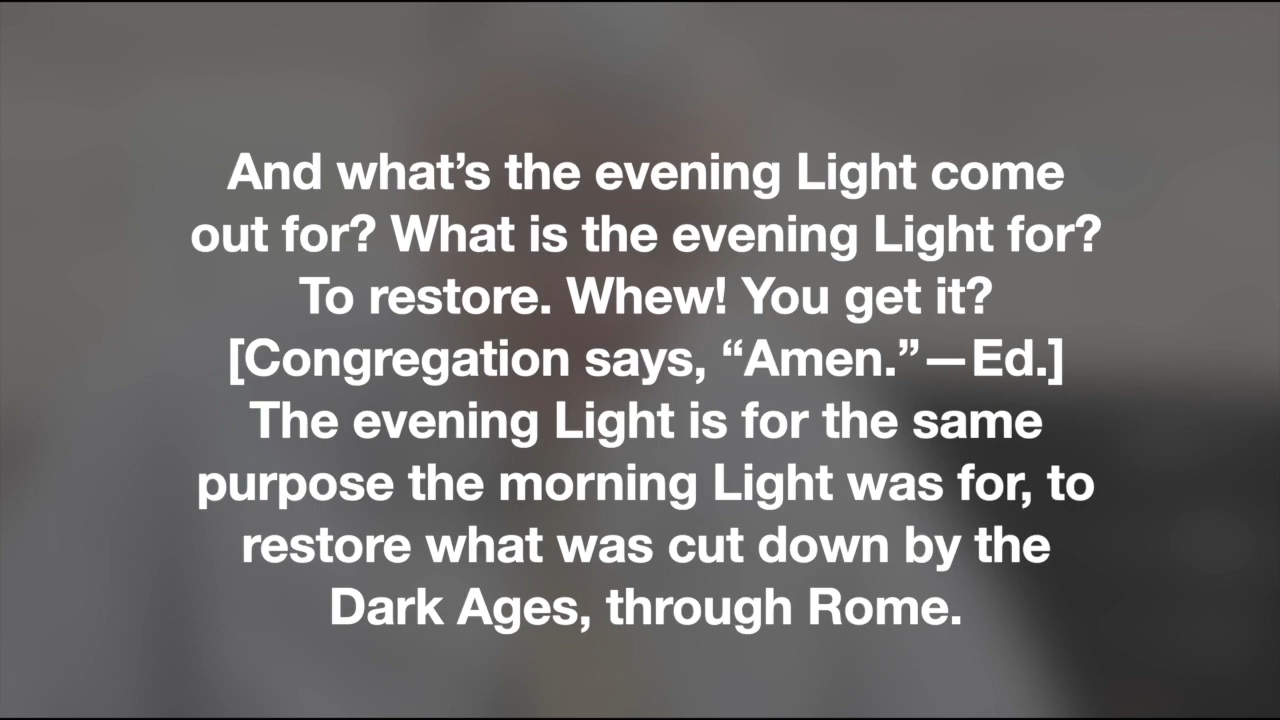 And what’s the evening Light come
out for? What is the evening Light for?
To restore. Whew! You get it?
[Congregation says, “Amen.”—Ed.]
The evening Light is for the same
purpose the morning Light was for, to
restore what was cut down by the
Dark Ages, through Rome.